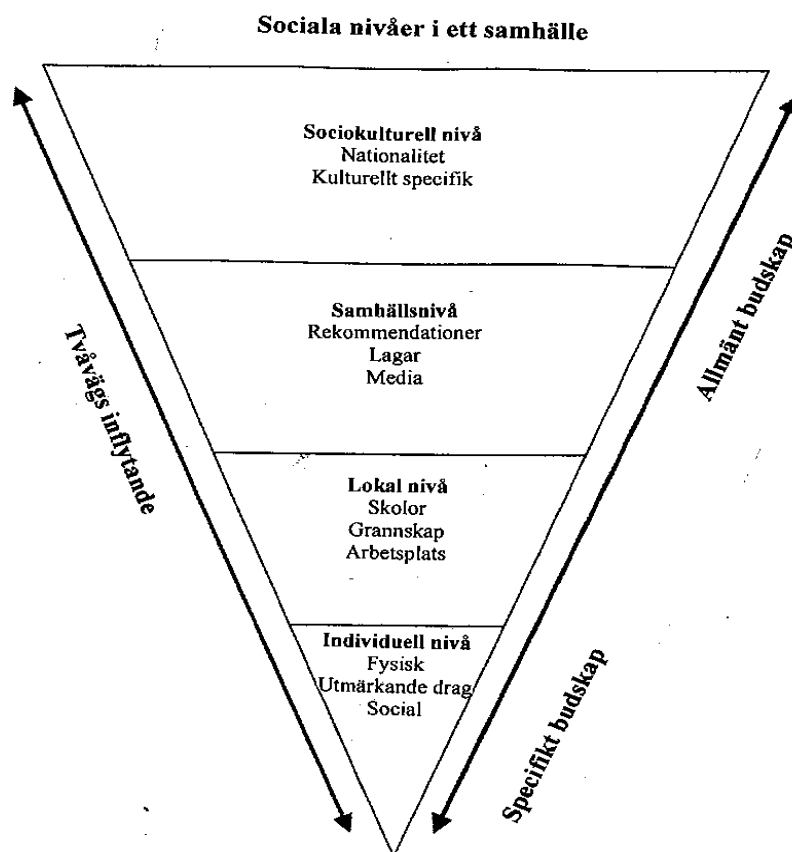 Sociala nivåer i ett samhälle
Sociokulturell nivå
Nationalitet
Kulturellt specifik
Samhällsnivå
Rekommendationer
Lagar
Media
Lokal nivå
Skolor
Grannskap
Arbetsplats
Individuell nivå
Fysisk
Utmärkande drag
Social
Tvåvägs inflytande
Allmänt budskap
Specifikt budskap